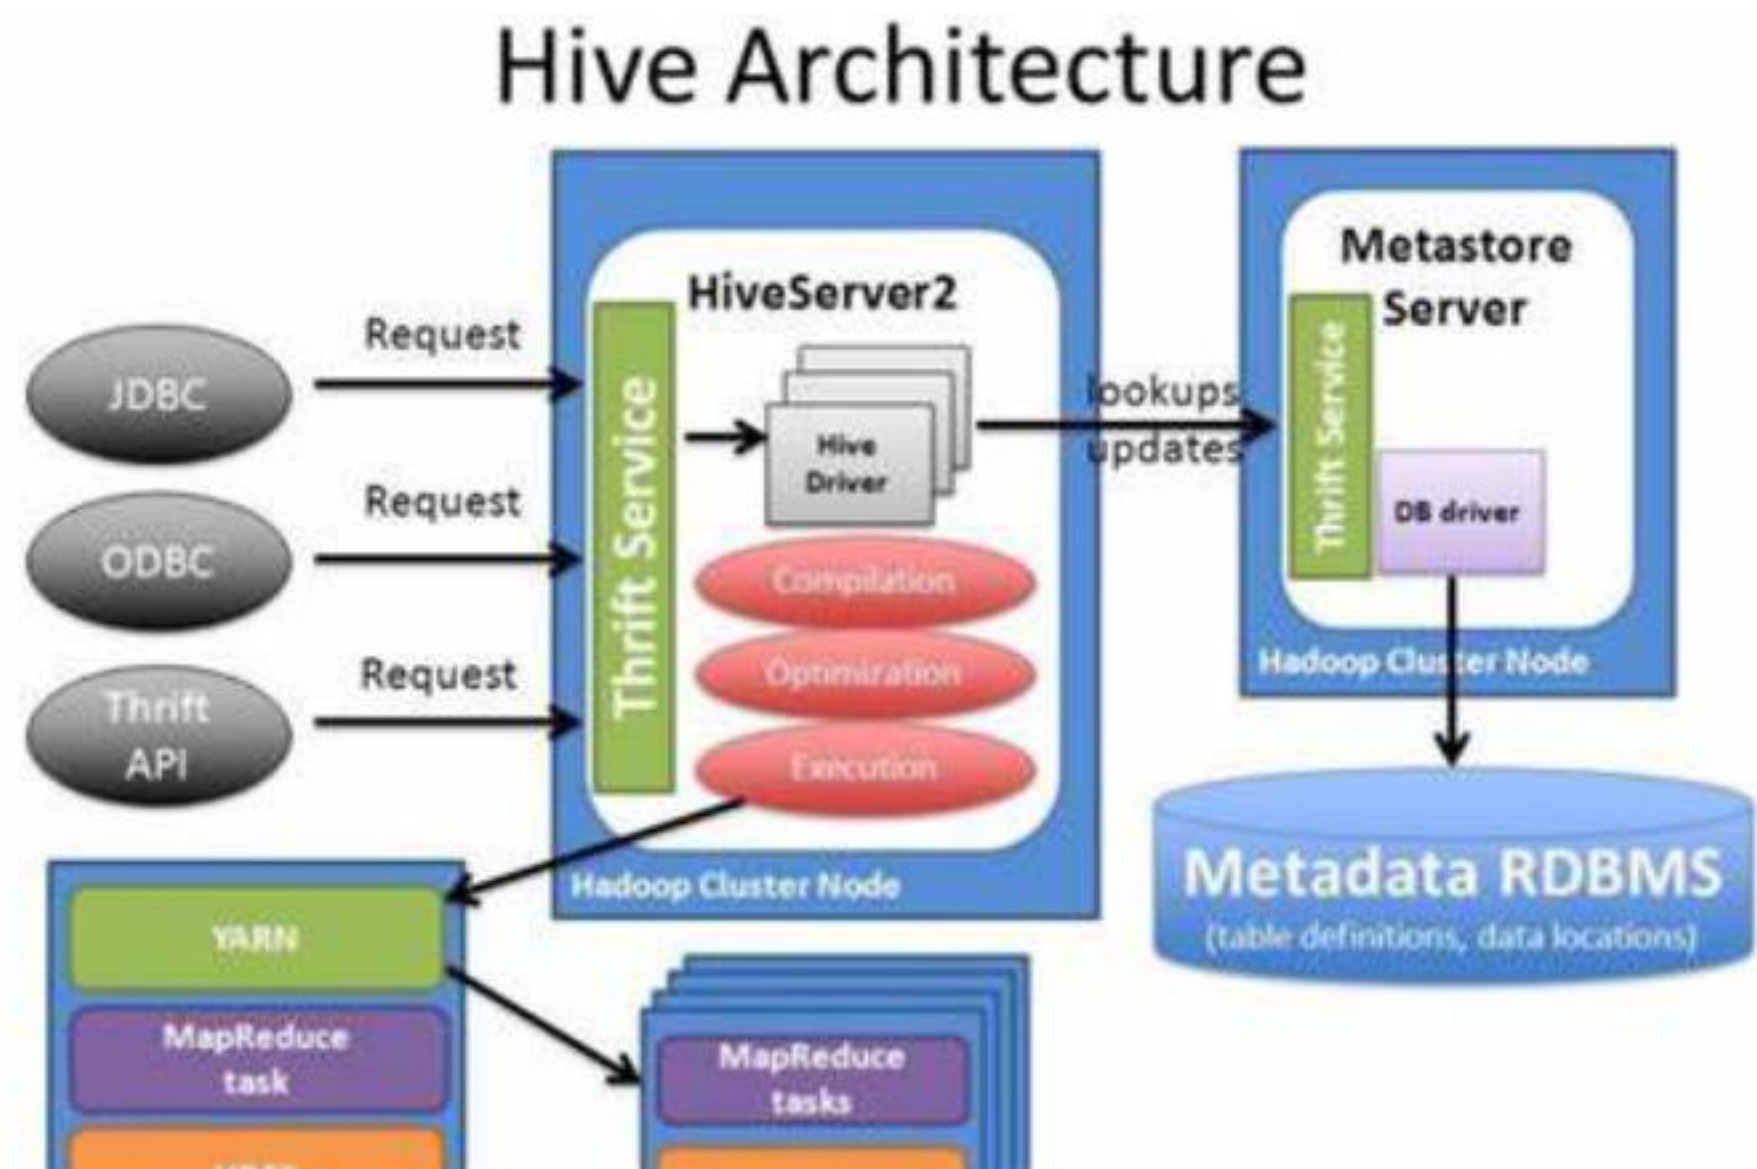 Hive Architecture
HiveServer2
Metastore
Server
Request
JDBC
Thrift Service
Hive
Driver
lookups
updates
Thrift Service
DB driver
Request
ODBC
Compilation
Optimization
Execution
Request
Thrift
API
Hadoop Cluster Node
Hadoop Cluster Node
Metadata RDBMS
(table definitions, data locations)
YARN
MapReduce
task
MapReduce
tasks